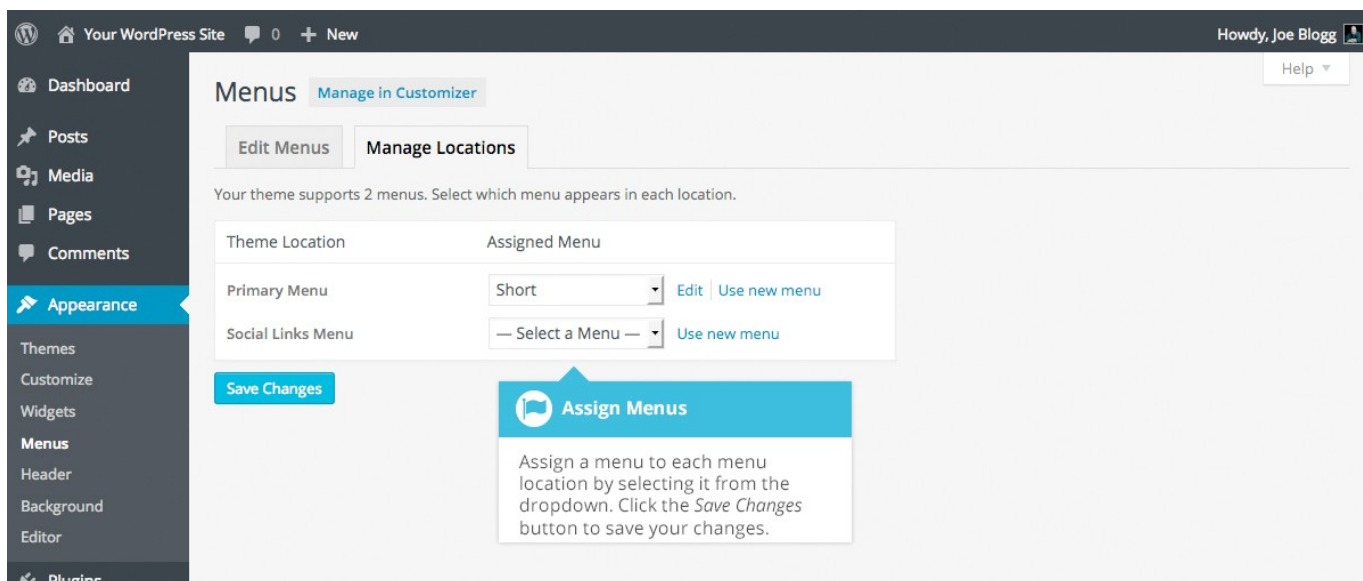 Your WordPress Site 0 + New Howdy, Joe Blogg
Help
Dashboard
Posts
Media
Pages
Comments
Appearance
Themes
Customize
Widgets
Menus
Header
Background
Editor
Plugins
Menus Manage in Customizer
Edit Menus Manage Locations
Your theme supports 2 menus. Select which menu appears in each location.
Theme Location Assigned Menu
Primary Menu Short Edit Use new menu
Social Links Menu — Select a Menu — Use new menu
Save Changes
Assign Menus
Assign a menu to each menu
location by selecting it from the
dropdown. Click the Save Changes
button to save your changes.